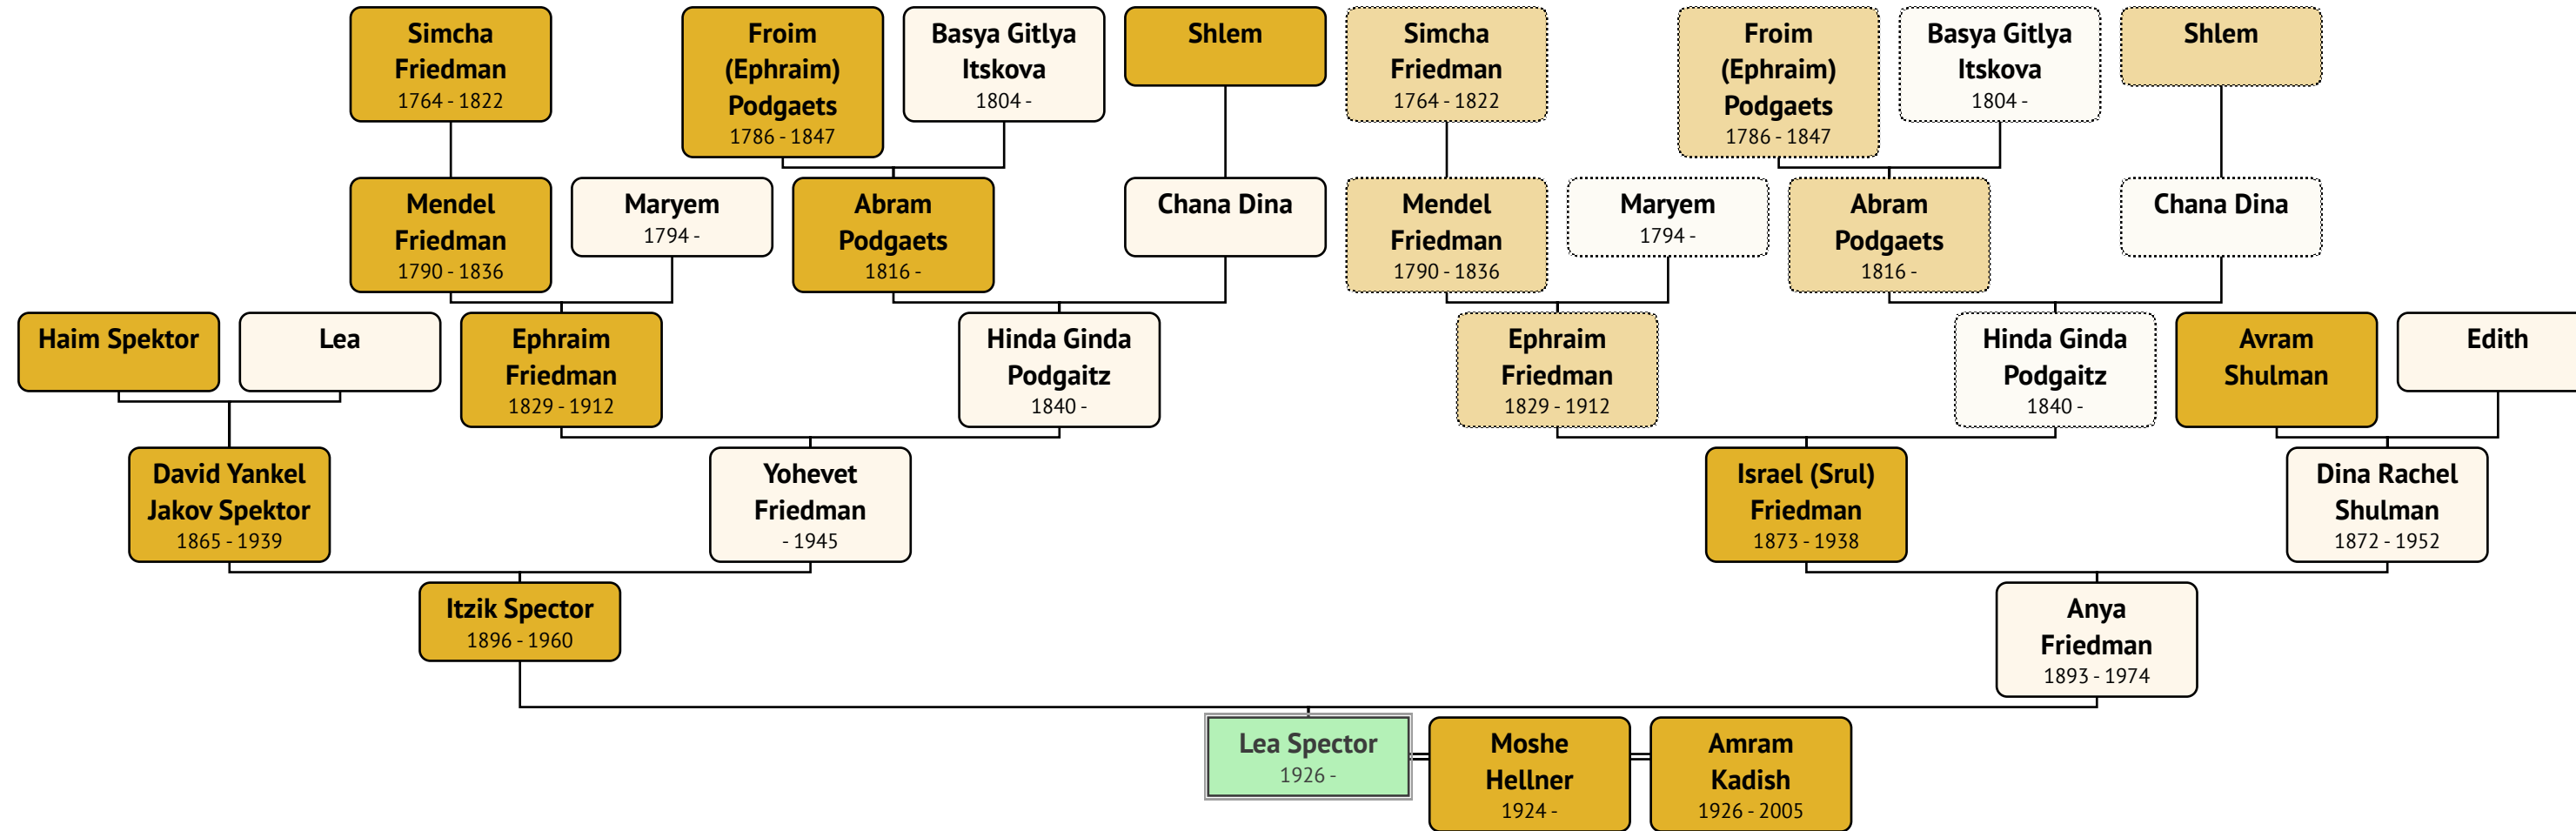 Simcha
Friedman
1764 - 1822
Froim
(Ephraim)
Podgaets
1786 - 1847
Basya Gitlya
Itskova
1804 -
Shlem
Simcha
Friedman
1764 - 1822
Froim
(Ephraim)
Podgaets
1786 - 1847
Basya Gitlya
Itskova
1804 -
Shlem
Mendel
Friedman
1790 - 1836
Maryem
1794 -
Abram
Podgaets
1816 -
Chana Dina
Mendel
Friedman
1790 - 1836
Maryem
1794 -
Abram
Podgaets
1816 -
Chana Dina
Haim Spektor
Lea
Ephraim
Friedman
1829 - 1912
Hinda Ginda
Podgaitz
1840 -
Ephraim
Friedman
1829 - 1912
Hinda Ginda
Podgaitz
1840 -
Avram
Shulman
Edith
David Yankel
Jakov Spektor
1865 - 1939
Yohevet
Friedman
- 1945
Israel (Srul)
Friedman
1873 - 1938
Dina Rachel
Shulman
1872 - 1952
Itzik Spector
1896 - 1960
Anya
Friedman
1893 - 1974
Lea Spector
1926 -
Moshe
Hellner
1924 -
Amram
Kadish
1926 - 2005